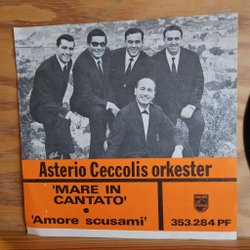 Asterio Ceccolis orkester
'MARE IN
CANTATO'
'Amore scusami'
353.284 PF